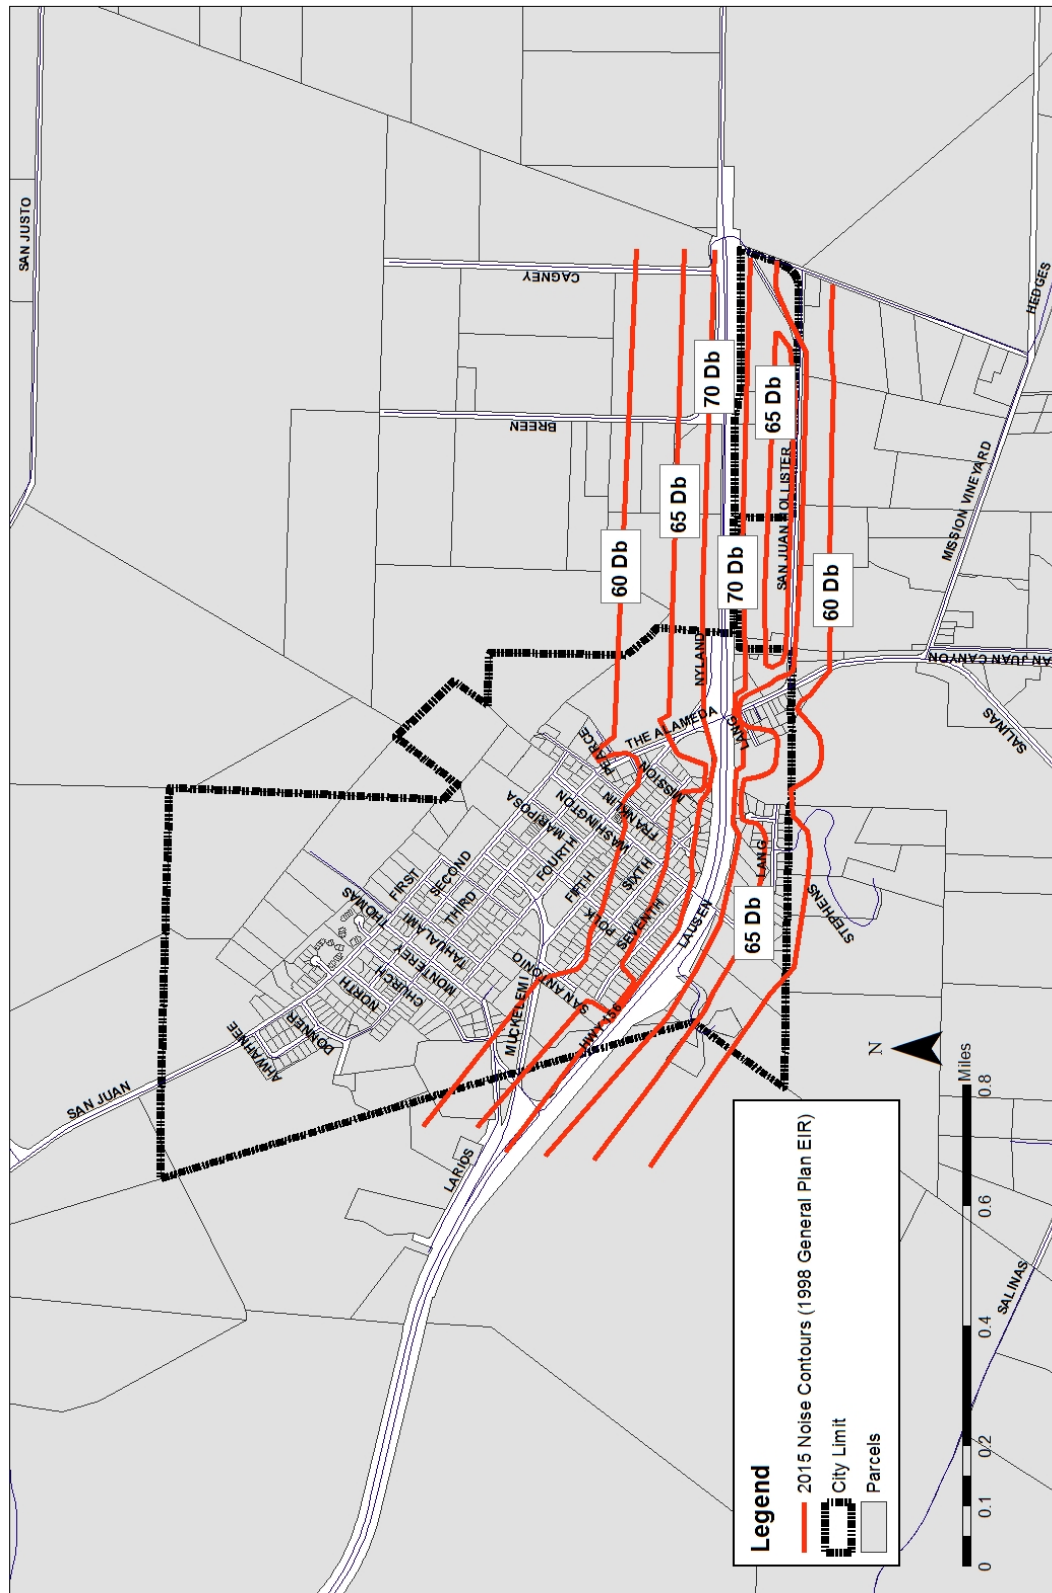 SAN JUSTO
CAGNEY
BREEN
HEDGES
MISSION VINEYARD
SAN JUAN HOLLISTER
70 Db
65 Db
65 Db
60 Db
70 Db
60 Db
NYLAND
THE ALAMEDA
LANG
AN JUAN CANYON
SALINAS
PEARCE
MISSION
FRANKLIN
WASHINGTON
MARIPOSA
FOURTH
FIFTH
SIXTH
POLK
SEVENTH
SECOND
FIRST
THIRD
THOMAS
TAHUALAMI
MONTEREY
CHURCH
NORTH
DONNER
AHWAHNEE
SAN JUAN
SAN ANTONIO
MUCKELEMI
LAUSEN
LANG
65 Db
STEPHENS
HWY 156
LARIOS
SALINAS
N
Legend
2015 Noise Contours (1998 General Plan EIR)
City Limit
Parcels
0 0.1 0.2 0.4 0.6 0.8
Miles